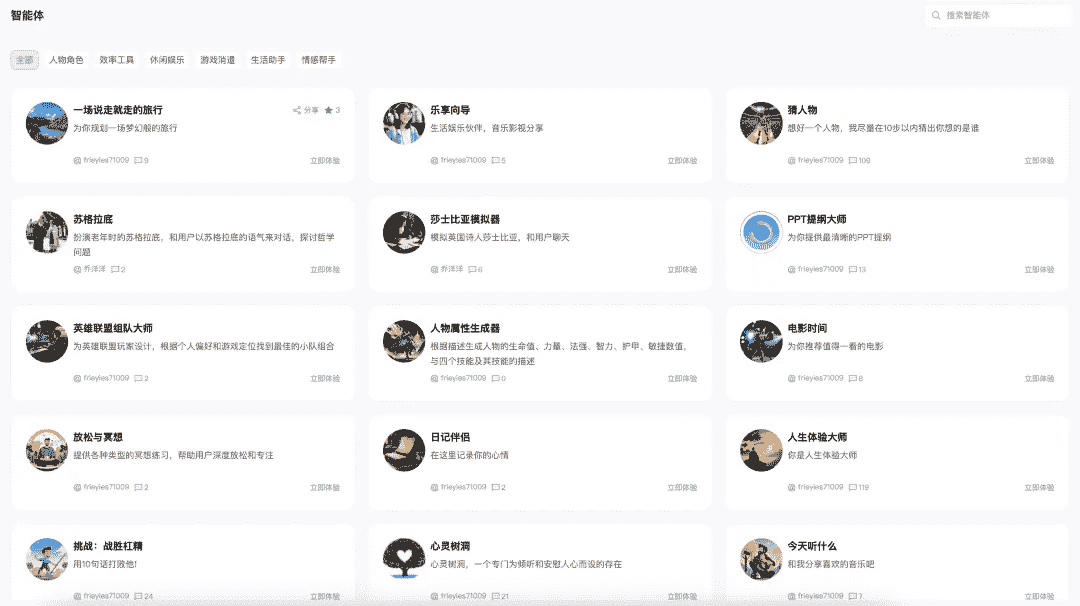 智能体
搜索智能体
全部 人物角色 效率工具 休闲娱乐 游戏消遣 生活助手 情感帮手
一场说走就走的旅行
分享 3
为你规划一场梦幻般的旅行
@ frieyies71009 9
立即体验
乐享向导
生活娱乐伙伴，音乐影视分享
@ frieyies71009 5
立即体验
猜人物
想好一个人物，我尽量在10步以内猜出你想的是谁
@ frieyies71009 109
立即体验
苏格拉底
扮演老年时的苏格拉底，和用户以苏格拉底的语气来对话，探讨哲学
问题
@ 乔泽泽 2
立即体验
莎士比亚模拟器
模拟英国诗人莎士比亚，和用户聊天
@ 乔泽泽 6
立即体验
PPT提纲大师
为你提供最清晰的PPT提纲
@ frieyies71009 13
立即体验
英雄联盟组队大师
为英雄联盟玩家设计，根据个人偏好和游戏定位找到最佳的小队组合
@ frieyies71009 2
立即体验
人物属性生成器
根据描述生成人物的生命值、力量、法强、智力、护甲、敏捷数值，
与四个技能及其技能的描述
@ frieyies71009 0
立即体验
电影时间
为你推荐值得一看的电影
@ frieyies71009 8
立即体验
放松与冥想
提供各种类型的冥想练习，帮助用户深度放松和专注
@ frieyies71009 2
立即体验
日记伴侣
在这里记录你的心情
@ frieyies71009 2
立即体验
人生体验大师
你是人生体验大师
@ frieyies71009 119
立即体验
挑战：战胜杠精
用10句话打败他！
@ frieyies71009 24
立即体验
心灵树洞
心灵树洞，一个专门为倾听和安慰人心而设的存在
@ frieyies71009 21
立即体验
今天听什么
和我分享喜欢的音乐吧
@ frieyies71009 7
立即体验